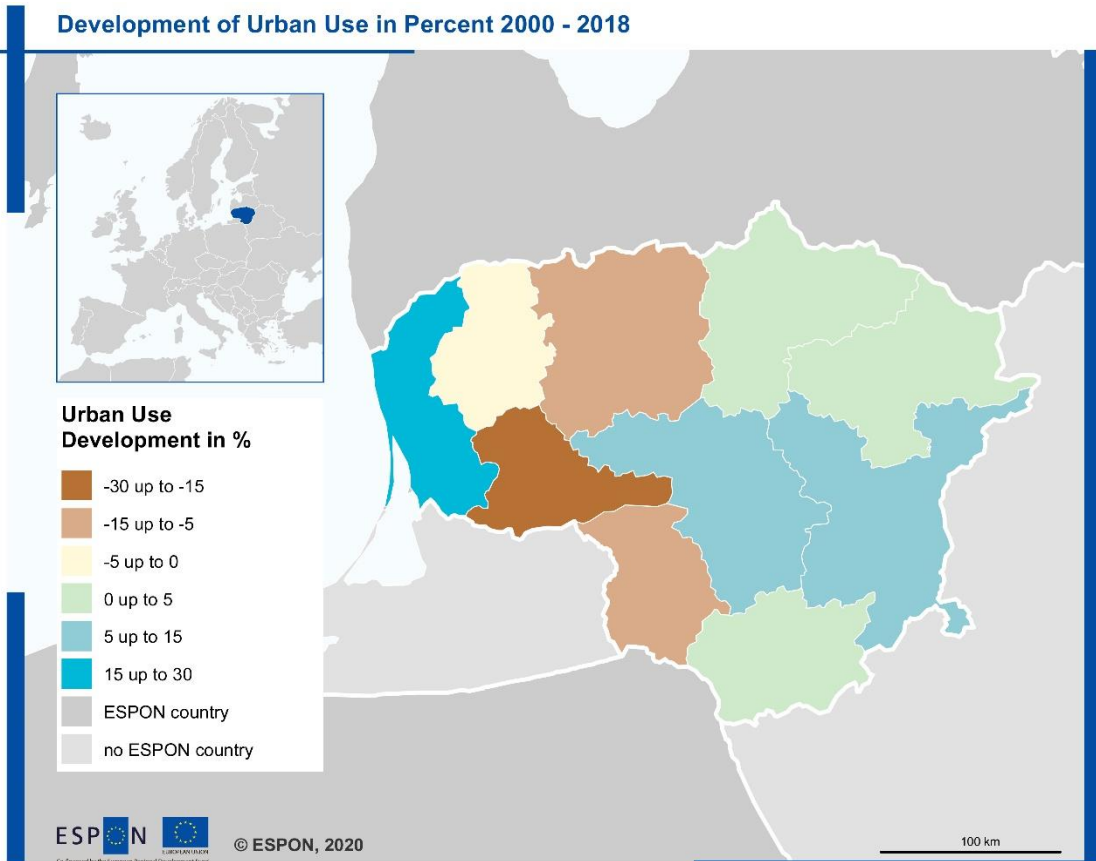 Development of Urban Use in Percent 2000 - 2018
Urban Use
Development in %
-30 up to -15
-15 up to -5
-5 up to 0
0 up to 5
5 up to 15
15 up to 30
ESPON country
no ESPON country
ESPON
EUROPEAN UNION
© ESPON, 2020
100 km